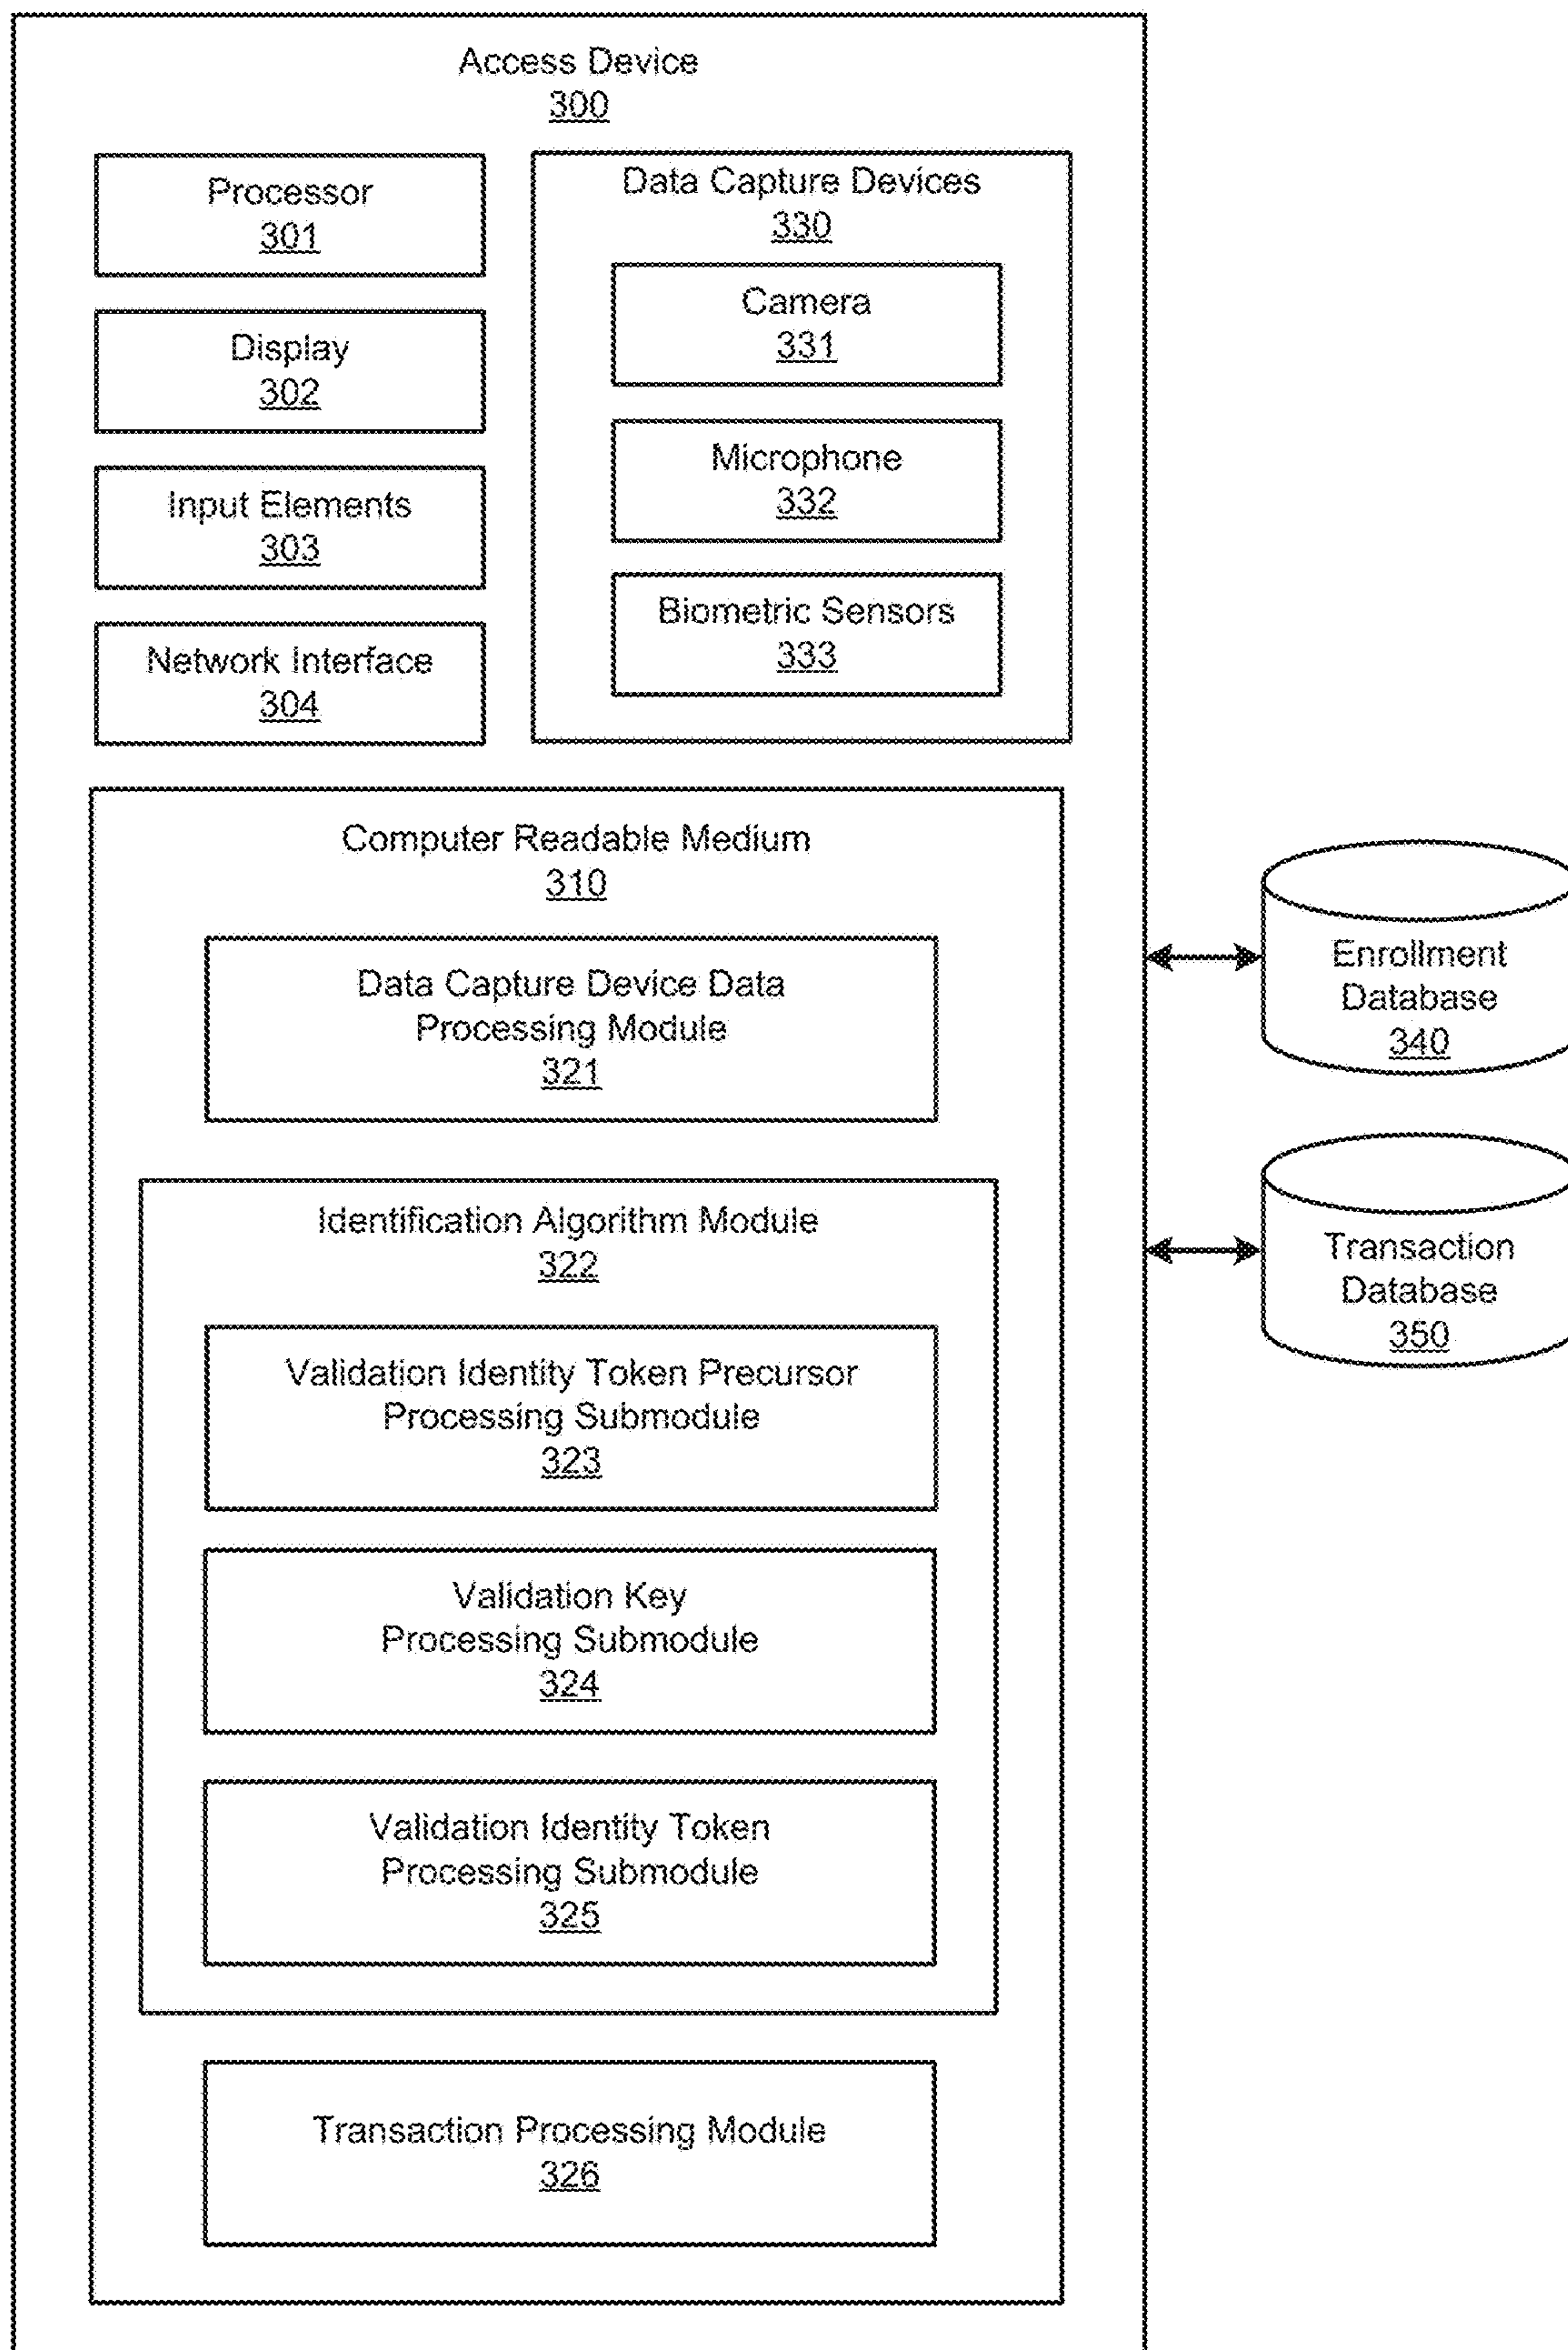 Access Device
300
Processor
301
Display
302
Input Elements
303
Network Interface
304
Data Capture Devices
330
Camera
331
Microphone
332
Biometric Sensors
333
Computer Readable Medium
310
Data Capture Device Data
Processing Module
321
Identification Algorithm Module
322
Validation Identity Token Precursor
Processing Submodule
323
Validation Key
Processing Submodule
324
Validation Identity Token
Processing Submodule
325
Transaction Processing Module
326
Enrollment
Database
340
Transaction
Database
350